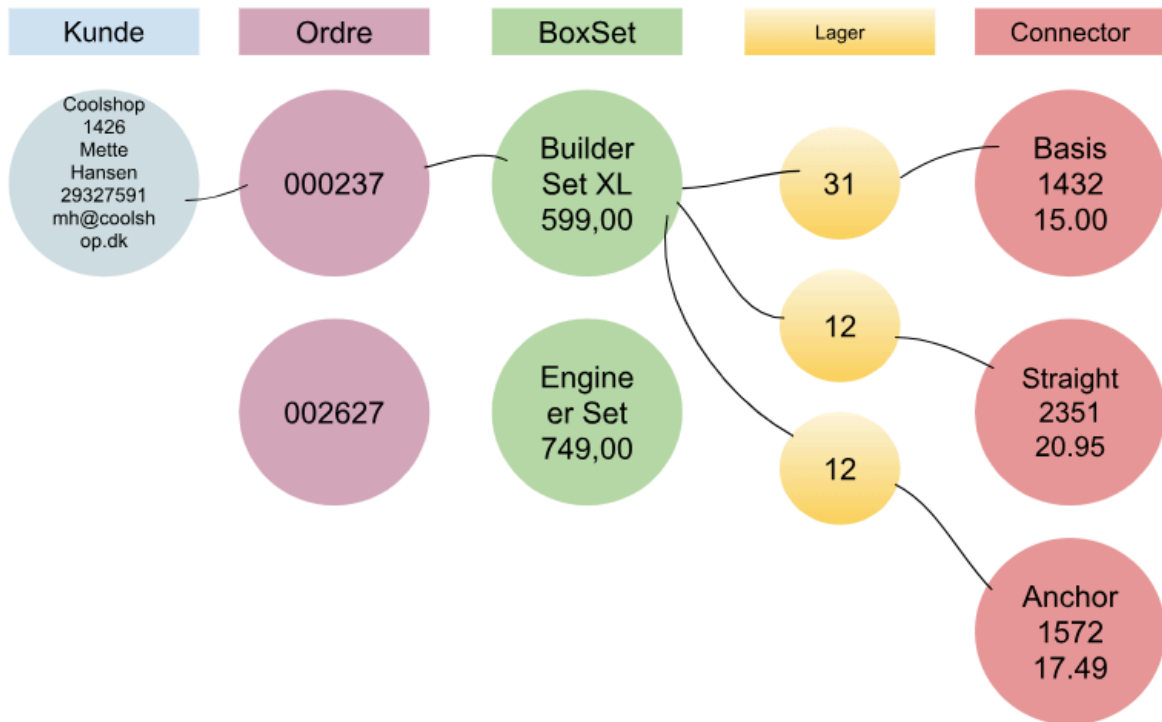 Kunde
Ordre
BoxSet
Lager
Connector
Coolshop
1426
Mette
Hansen
29327591
mh@coolsh
op.dk
000237
002627
Builder
Set XL
599,00
Engine
er Set
749,00
31
12
12
Basis
1432
15.00
Straight
2351
20.95
Anchor
1572
17.49